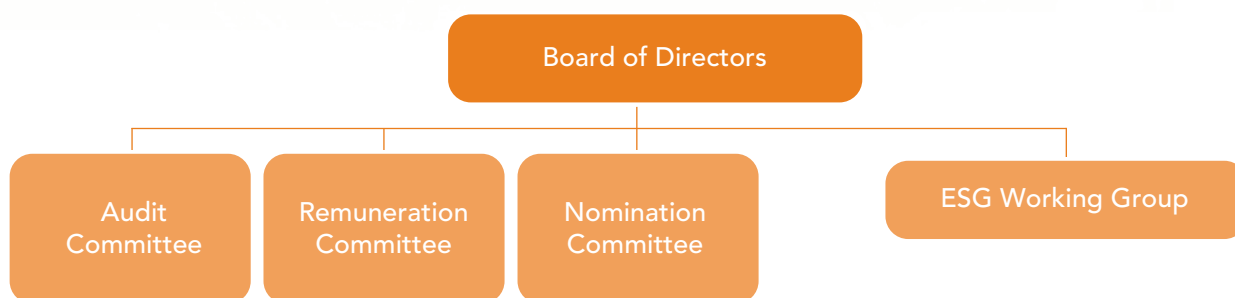 Board of Directors
Audit
Committee
Remuneration
Committee
Nomination
Committee
ESG Working Group